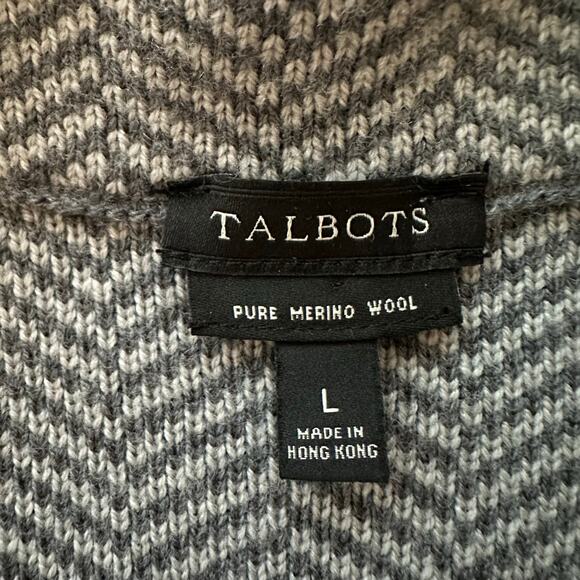 TALBOTS
PURE MERINO WOOL
L
MADE IN
HONG KONG